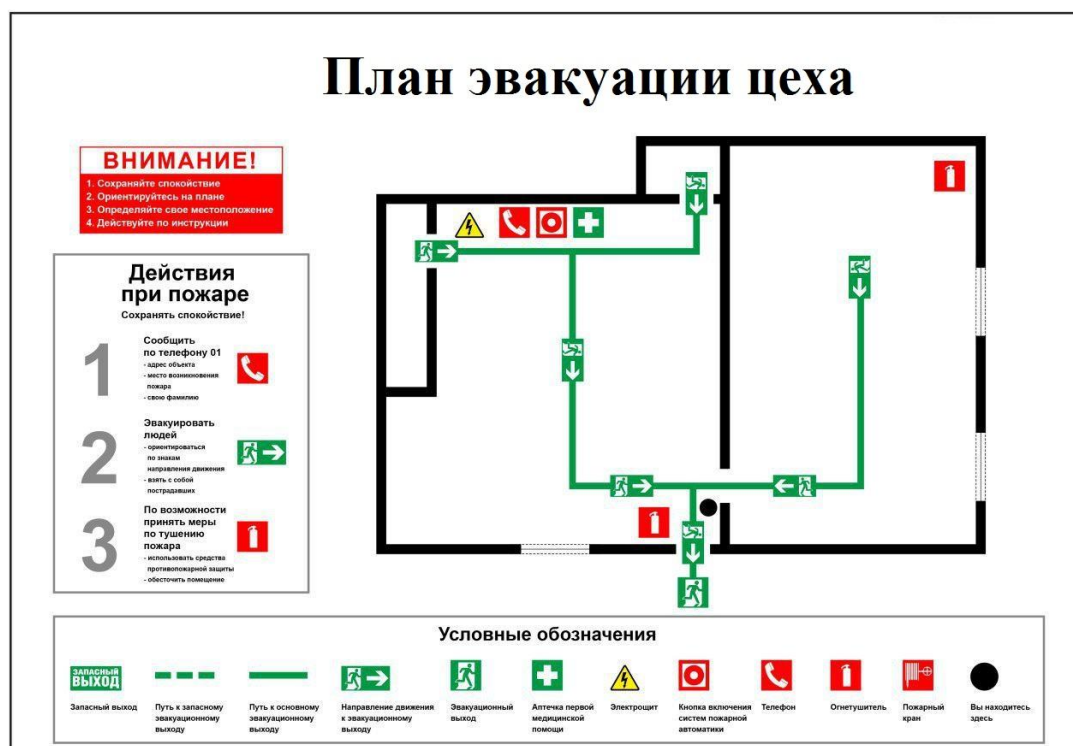 План эвакуации цеха
ВНИМАНИЕ!
1. Сохраняйте спокойствие
2. Ориентируйтесь на плане
3. Определяйте свое местоположение
4. Действуйте по инструкции
Действия
при пожаре
Сохранять спокойствие!
1
Сообщить
по телефону 01
- адрес объекта
- место возникновения
пожара
- свою фамилию
2
Эвакуировать
людей
- ориентироваться
по знакам
направления движения
- взять с собой
пострадавших
3
По возможности
принять меры
по тушению
пожара
- использовать средства
противопожарной защиты
- обесточить помещение
Условные обозначения
ЗАПАСНЫЙ
ВЫХОД
Запасный выход
Путь к запасному
эвакуационному
выходу
Путь к основному
эвакуационному
выходу
Направление движения
к эвакуационному
выходу
Эвакуационный
выход
Аптечка первой
медицинской
помощи
Электрощит
Кнопка включения
систем пожарной
автоматики
Телефон
Огнетушитель
Пожарный
кран
Вы находитесь
здесь